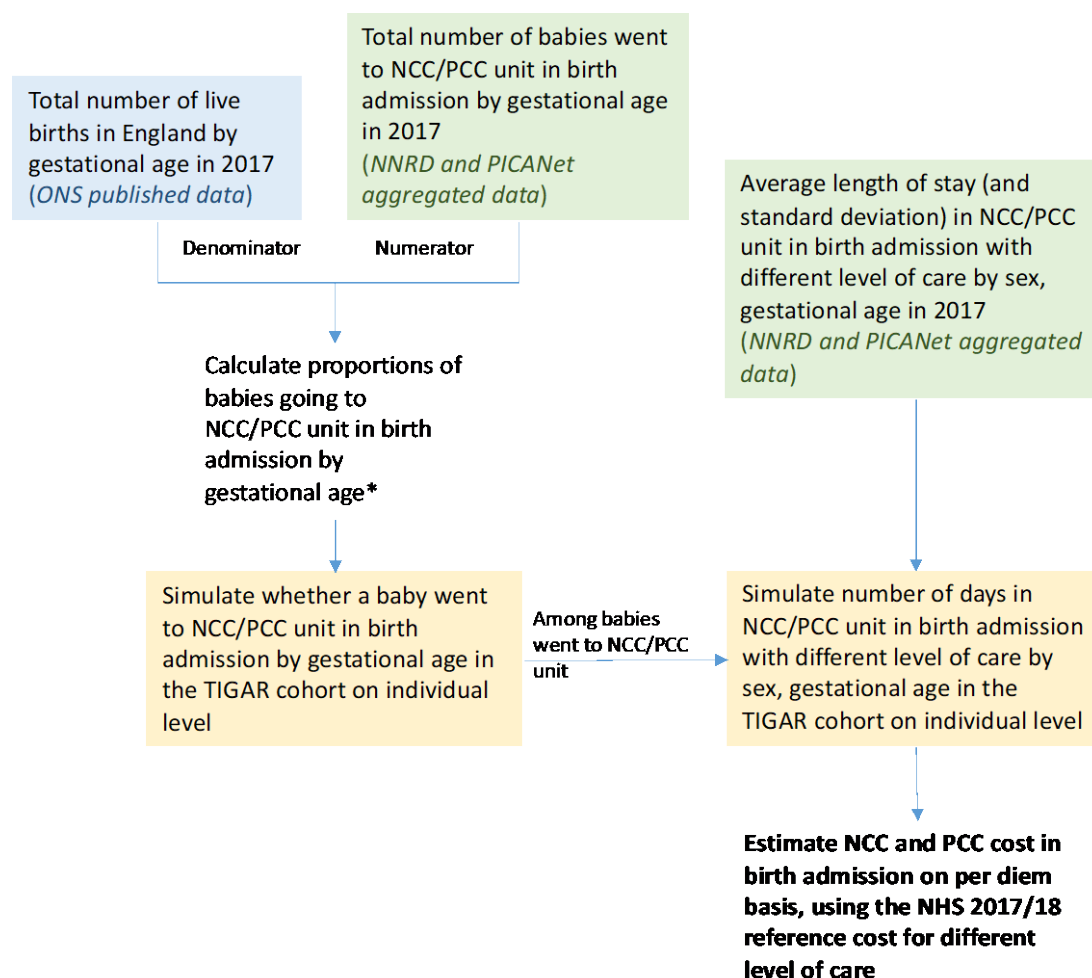 Total number of live
births in England by
gestational age in 2017
(ONS published data)
Total number of babies went
to NCC/PCC unit in birth
admission by gestational age
in 2017
(NNRD and PICANet
aggregated data)
Average length of stay (and
standard deviation) in NCC/PCC
unit in birth admission with
different level of care by sex,
gestational age in 2017
(NNRD and PICANet aggregated
data)
Denominator
Numerator
Calculate proportions of
babies going to
NCC/PCC unit in birth
admission by
gestational age*
Simulate whether a baby went
to NCC/PCC unit in birth
admission by gestational age in
the TIGAR cohort on individual
level
Among babies
went to NCC/PCC
unit
Simulate number of days in
NCC/PCC unit in birth admission
with different level of care by
sex, gestational age in the
TIGAR cohort on individual level
Estimate NCC and PCC cost in
birth admission on per diem
basis, using the NHS 2017/18
reference cost for different
level of care